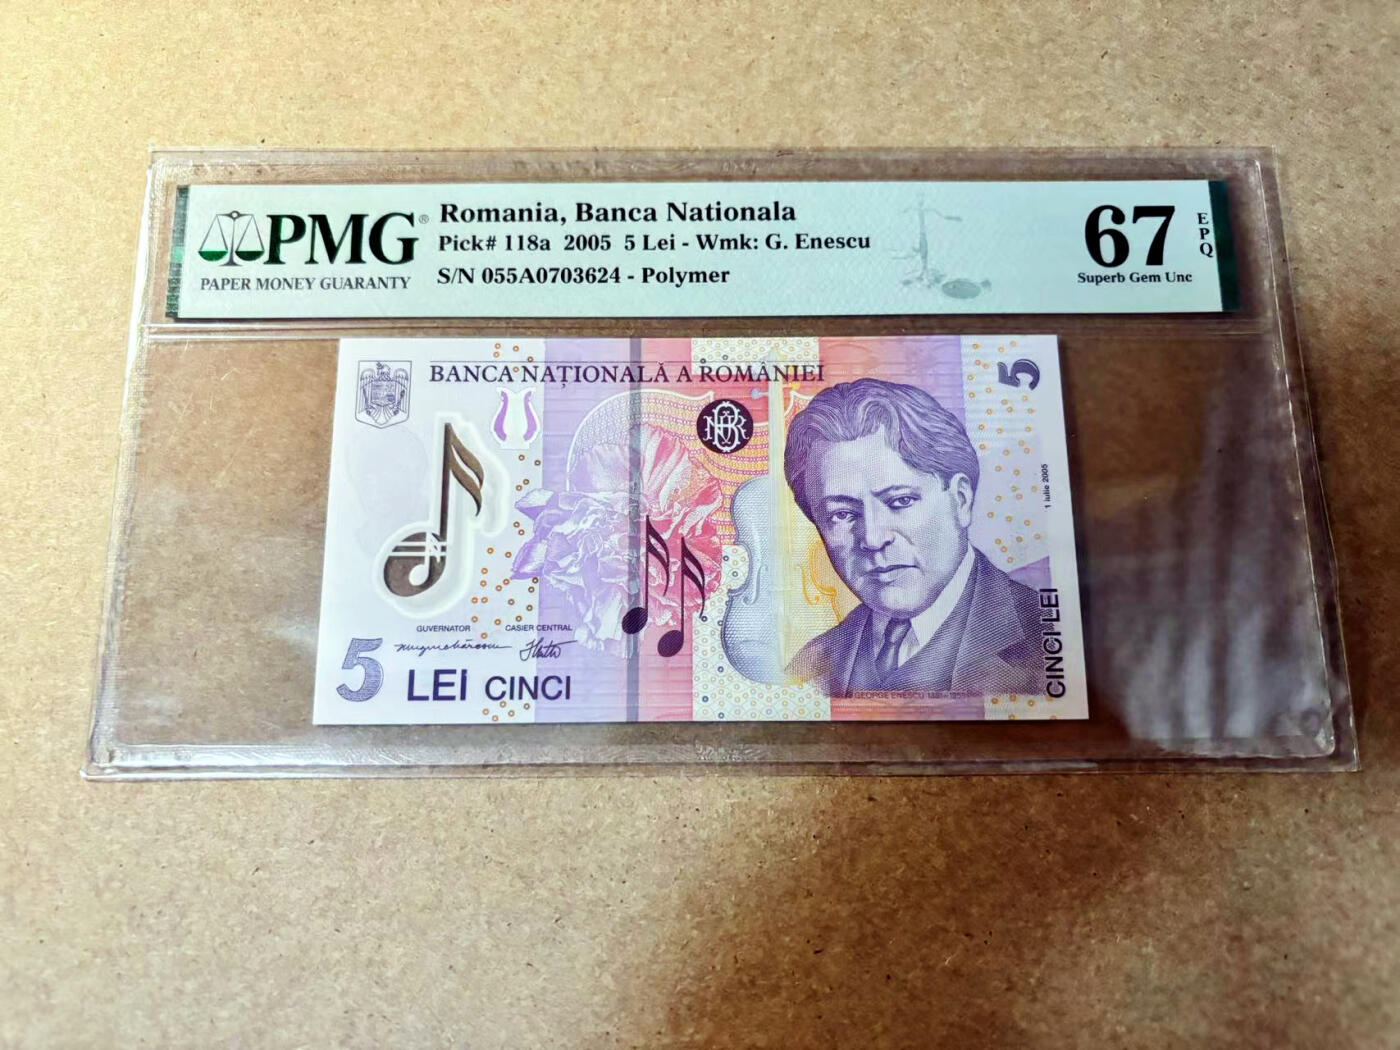 PMG®
PAPER MONEY GUARANTY
Romania, Banca Nationala
Pick# 118a 2005 5 Lei - Wmk: G. Enescu
S/N 055A0703624 - Polymer
67
EPQ
Superb Gem Unc
BANCA NAȚIONALĂ A ROMÂNIEI
5
1 iulie 2005
GUVERNATOR CASIER CENTRAL
5 LEI CINCI
GEORGE ENESCU 1881-1955
CINCI LEI